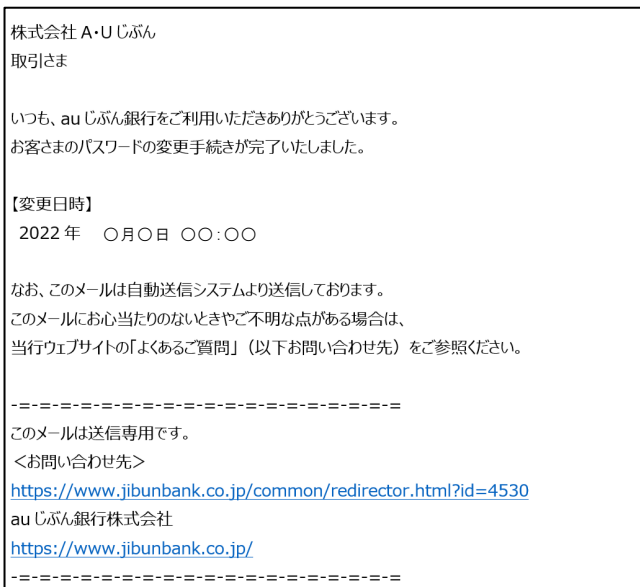 株式会社 A・U じぶん
取引さま
いつも、au じぶん銀行をご利用いただきありがとうございます。
お客さまのパスワードの変更手続きが完了いたしました。
【変更日時】
2022 年　〇月〇日 〇〇:〇〇
なお、このメールは自動送信システムより送信しております。
このメールにお心当たりのないときやご不明な点がある場合は、
当行ウェブサイトの「よくあるご質問」（以下お問い合わせ先）をご参照ください。
-=-=-=-=-=-=-=-=-=-=-=-=-=-=-=-=-=-=-=
このメールは送信専用です。
＜お問い合わせ先＞
https://www.jibunbank.co.jp/common/redirector.html?id=4530
au じぶん銀行株式会社
https://www.jibunbank.co.jp/
-=-=-=-=-=-=-=-=-=-=-=-=-=-=-=-=-=-=-=